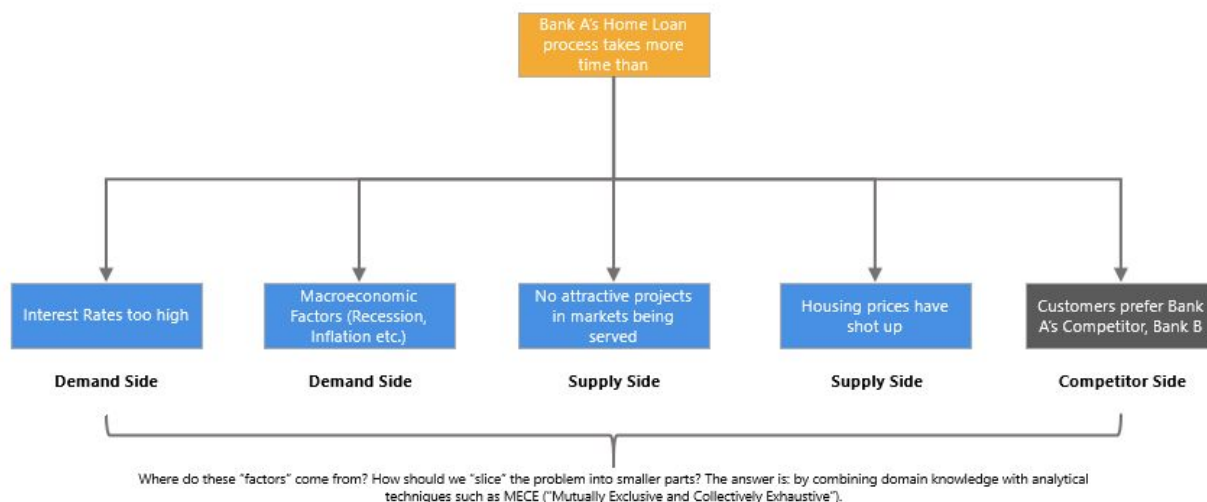 Bank A's Home Loan
process takes more
time than
Interest Rates too high
Macroeconomic
Factors (Recession,
Inflation etc.)
No attractive projects
in markets being
served
Housing prices have
shot up
Customers prefer Bank
A's Competitor, Bank B
Demand Side
Demand Side
Supply Side
Supply Side
Competitor Side
Where do these "factors" come from? How should we "slice" the problem into smaller parts? The answer is: by combining domain knowledge with analytical
techniques such as MECE ("Mutually Exclusive and Collectively Exhaustive").